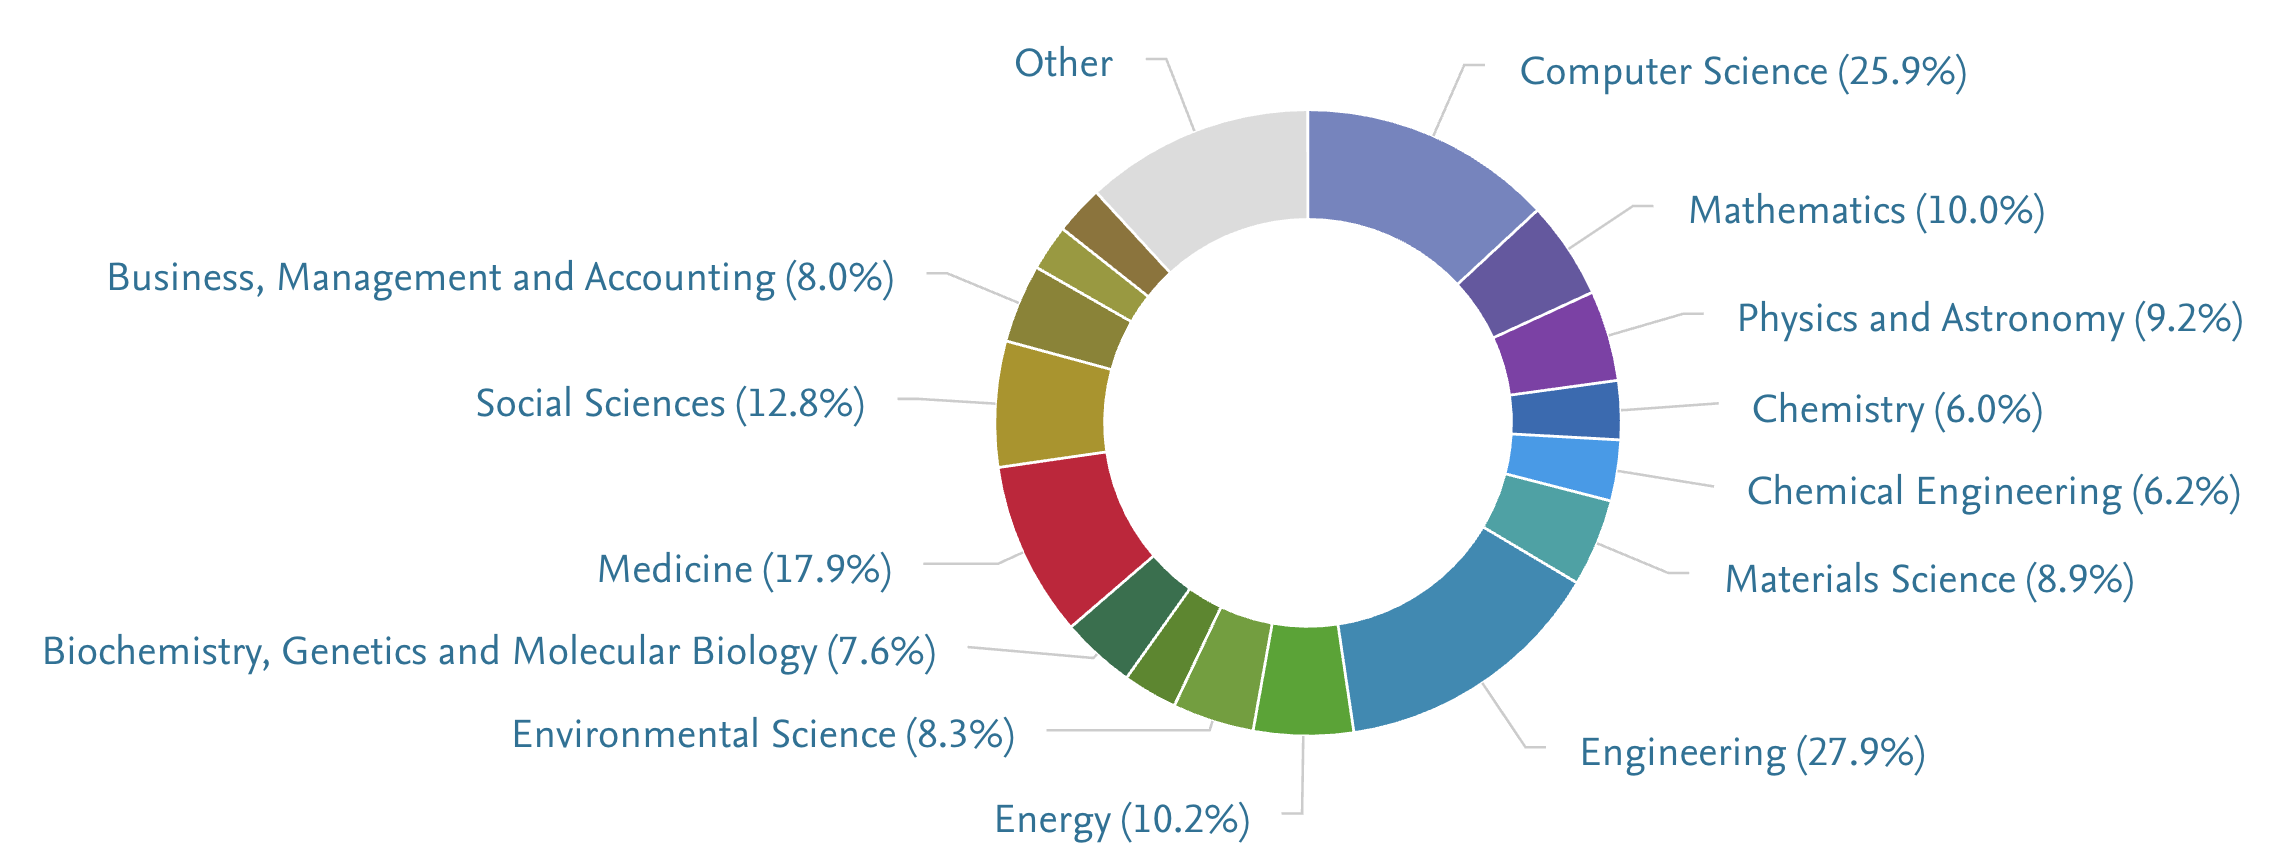 Other
Computer Science (25.9%)
Mathematics (10.0%)
Business, Management and Accounting (8.0%)
Physics and Astronomy (9.2%)
Social Sciences (12.8%)
Chemistry (6.0%)
Chemical Engineering (6.2%)
Medicine (17.9%)
Materials Science (8.9%)
Biochemistry, Genetics and Molecular Biology (7.6%)
Environmental Science (8.3%)
Engineering (27.9%)
Energy (10.2%)